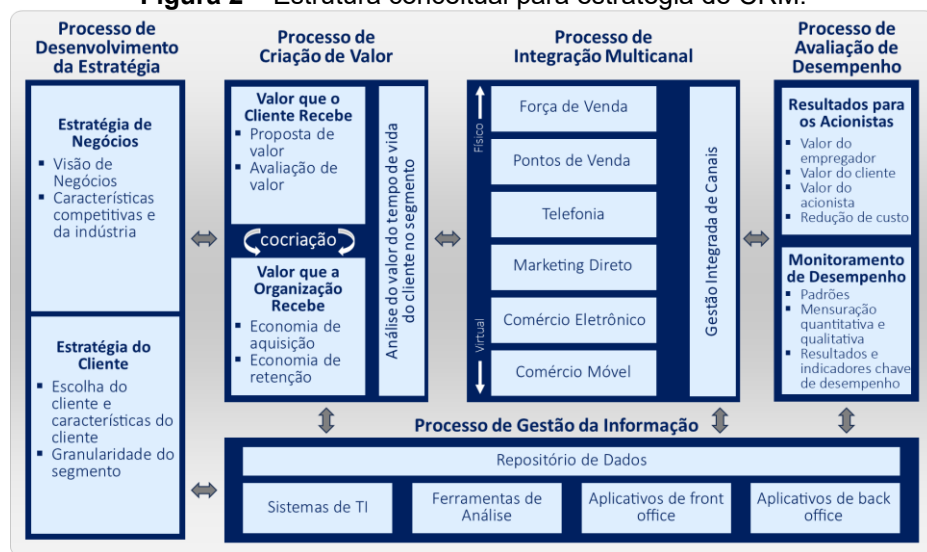 Figura 2 – Estrutura conceitual para estratégia de CRM.
Processo de
Desenvolvimento
da Estratégia
Estratégia de
Negócios
▪ Visão de
Negócios
▪ Características
competitivas e
da indústria
Estratégia do
Cliente
▪ Escolha do
cliente e
características do
cliente
▪ Granularidade do
segmento
Processo de
Criação de Valor
Valor que o
Cliente Recebe
▪ Proposta de
valor
▪ Avaliação de
valor
cocriação
Valor que a
Organização
Recebe
▪ Economia de
aquisição
▪ Economia de
retenção
Análise do valor do tempo de vida
do cliente no segmento
Processo de
Integração Multicanal
Físico
Virtual
Força de Venda
Pontos de Venda
Telefonia
Marketing Direto
Comércio Eletrônico
Comércio Móvel
Gestão Integrada de Canais
Processo de
Avaliação de
Desempenho
Resultados para
os Acionistas
▪ Valor do
empregador
▪ Valor do cliente
▪ Valor do
acionista
▪ Redução de custo
Monitoramento
de Desempenho
▪ Padrões
▪ Mensuração
quantitativa e
qualitativa
▪ Resultados e
indicadores chave
de desempenho
Processo de Gestão da Informação
Repositório de Dados
Sistemas de TI
Ferramentas de
Análise
Aplicativos de front
office
Aplicativos de back
office